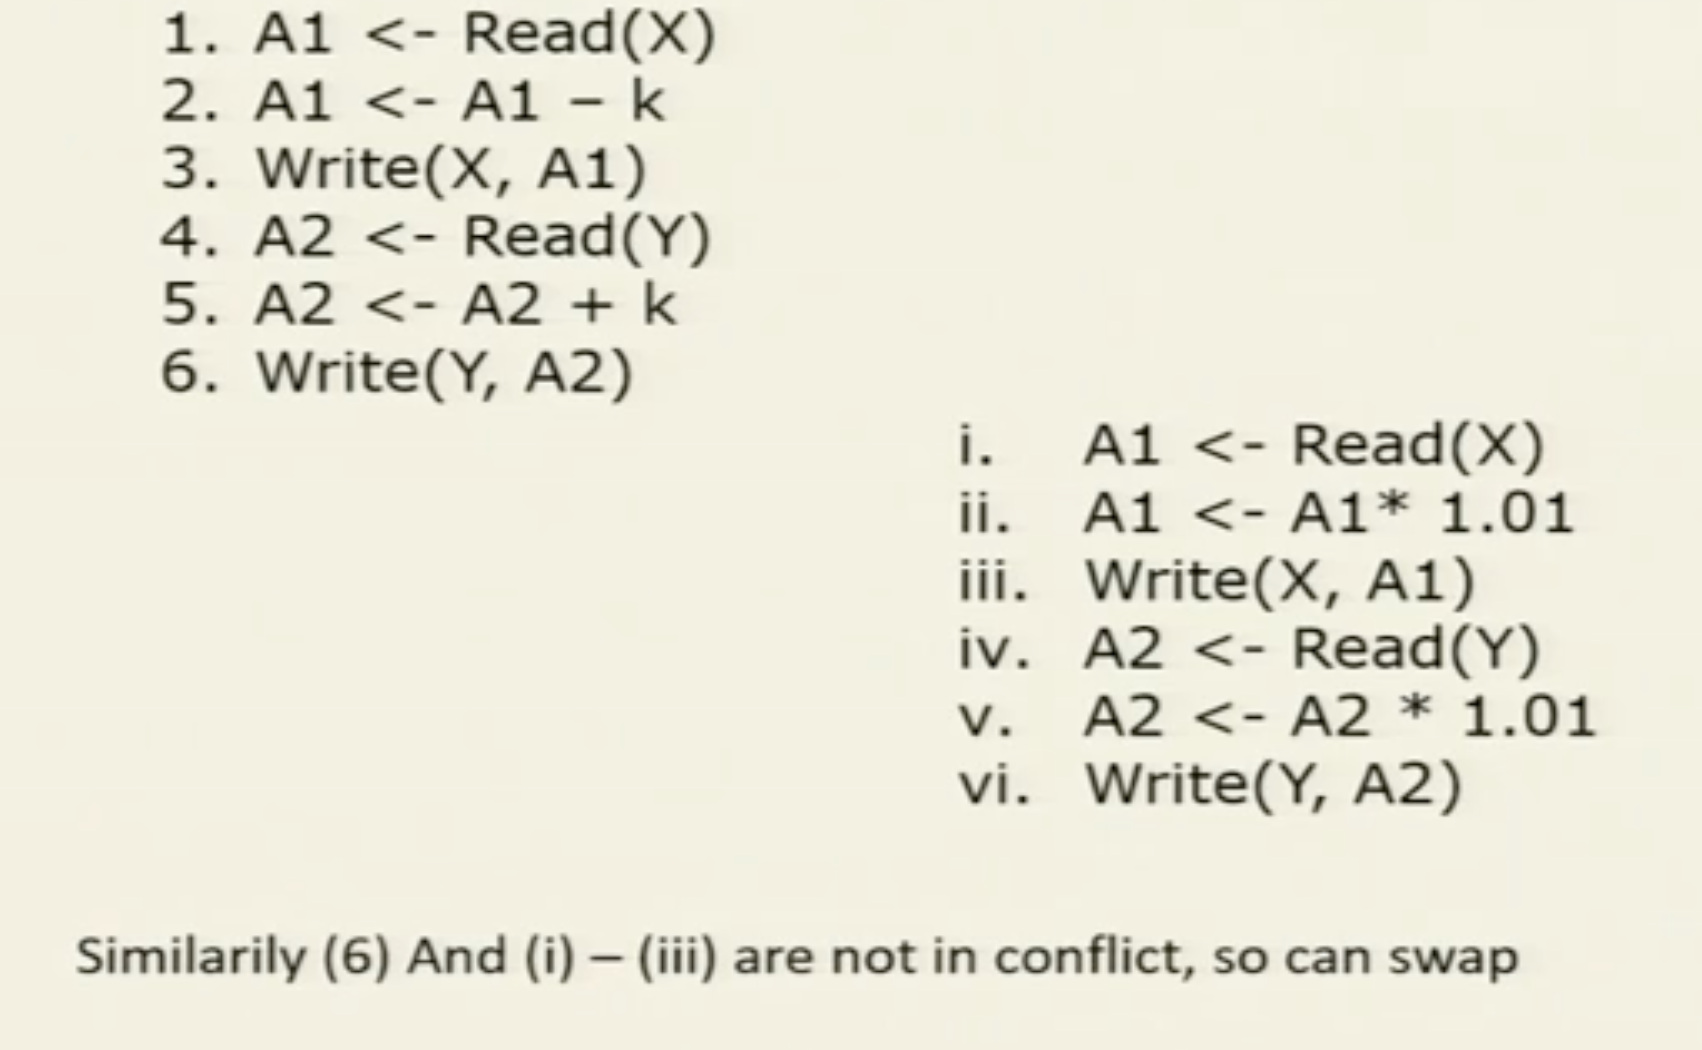 1. A1 <- Read(X)
2. A1 <- A1 – k
3. Write(X, A1)
4. A2 <- Read(Y)
5. A2 <- A2 + k
6. Write(Y, A2)
i. A1 <- Read(X)
ii. A1 <- A1* 1.01
iii. Write(X, A1)
iv. A2 <- Read(Y)
v. A2 <- A2 * 1.01
vi. Write(Y, A2)
Similarily (6) And (i) – (iii) are not in conflict, so can swap